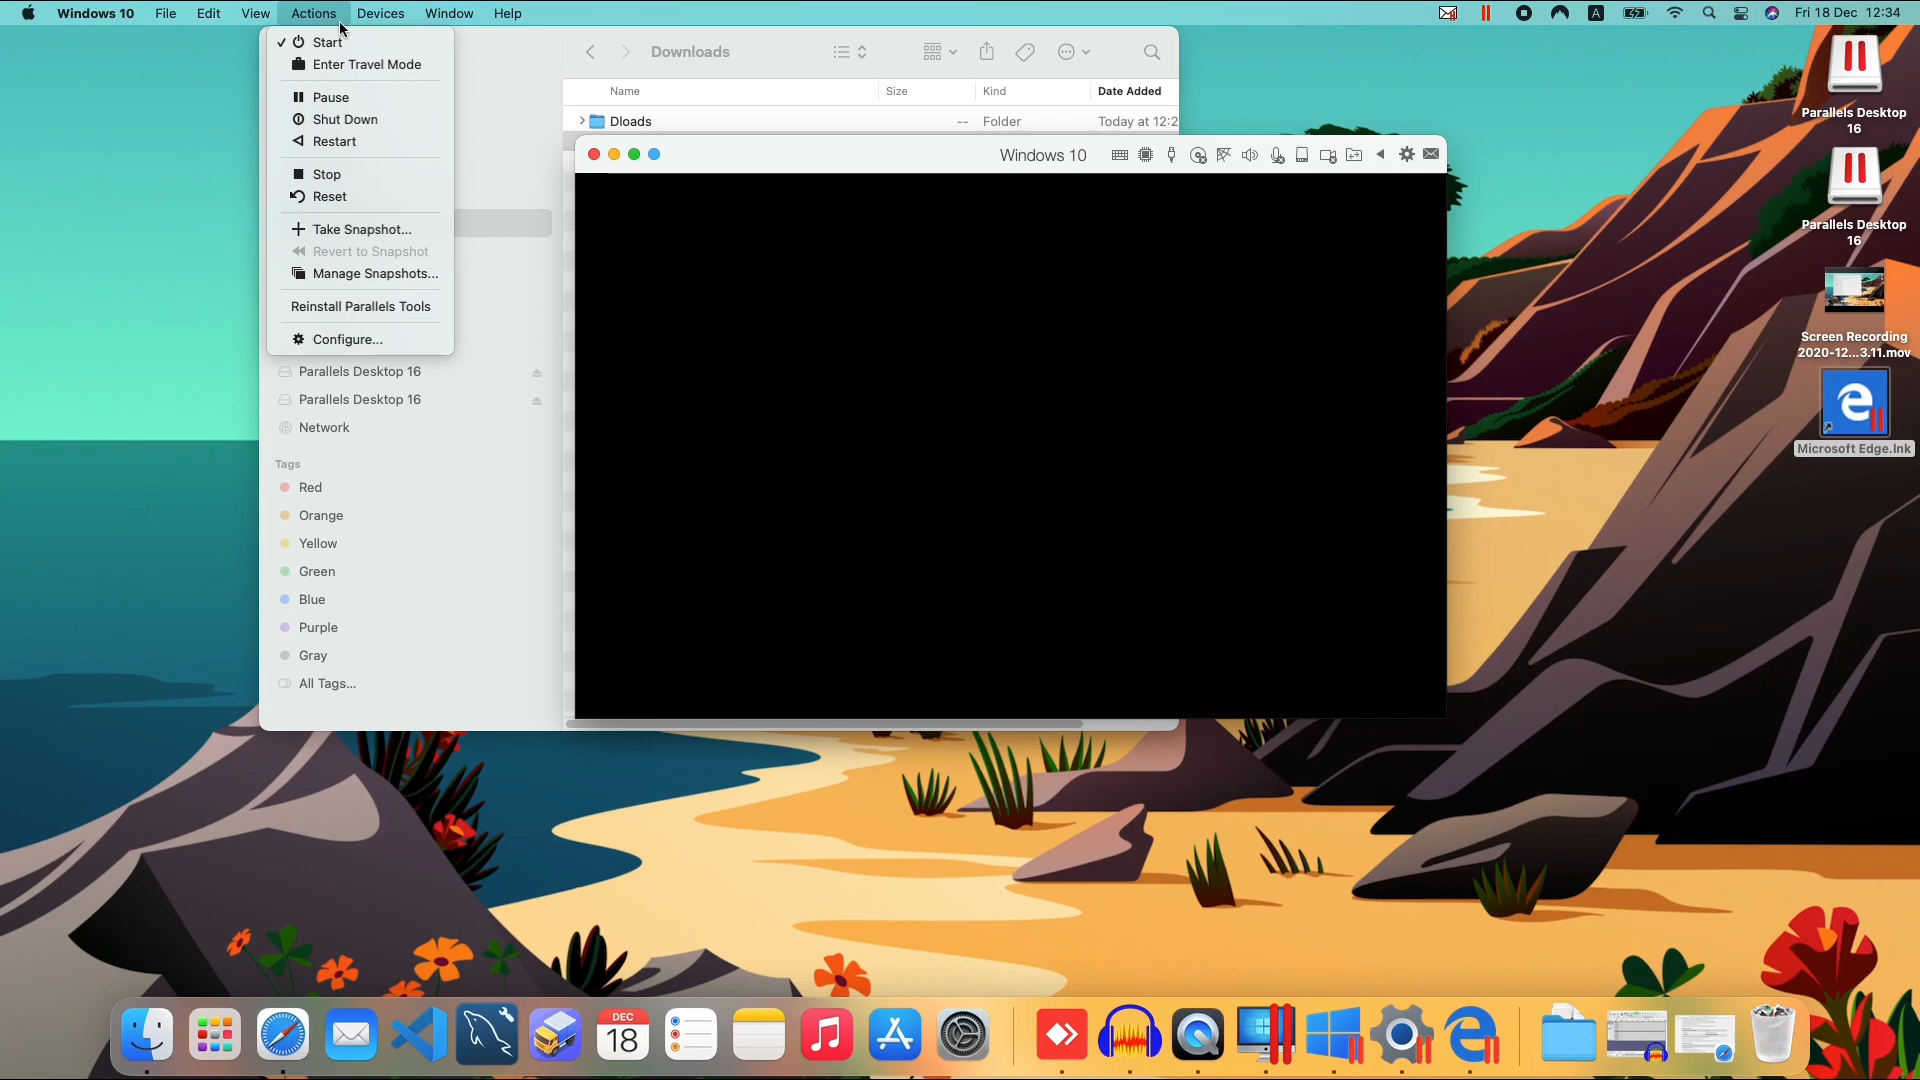 Windows 10 File Edit View Actions Devices Window Help A Fri 18 Dec 12:34
Start
Enter Travel Mode
Pause
Shut Down
Restart
Stop
Reset
Take Snapshot...
Revert to Snapshot
Manage Snapshots...
Reinstall Parallels Tools
Configure...
Parallels Desktop 16
Parallels Desktop 16
Network
Tags
Red
Orange
Yellow
Green
Blue
Purple
Gray
All Tags...
Downloads
Name Size Kind Date Added
Dloads -- Folder Today at 12:2
Windows 10
Parallels Desktop
16
Parallels Desktop
16
Screen Recording
2020-12...3.11.mov
Microsoft Edge.lnk
DEC
18